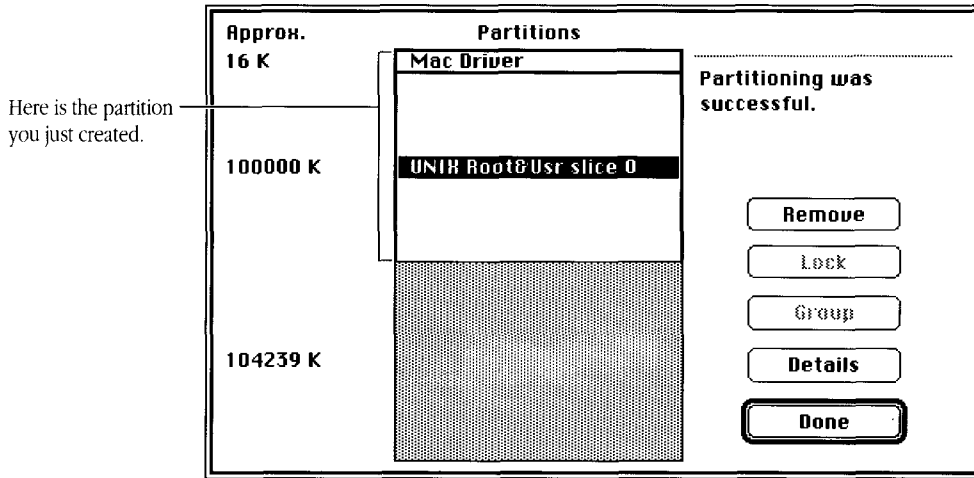 Approx.
Partitions
16 K
Mac Driver
Partitioning was
successful.
Here is the partition
you just created.
100000 K
UNIX Root&Usr slice 0
Remove
Lock
Group
104239 K
Details
Done